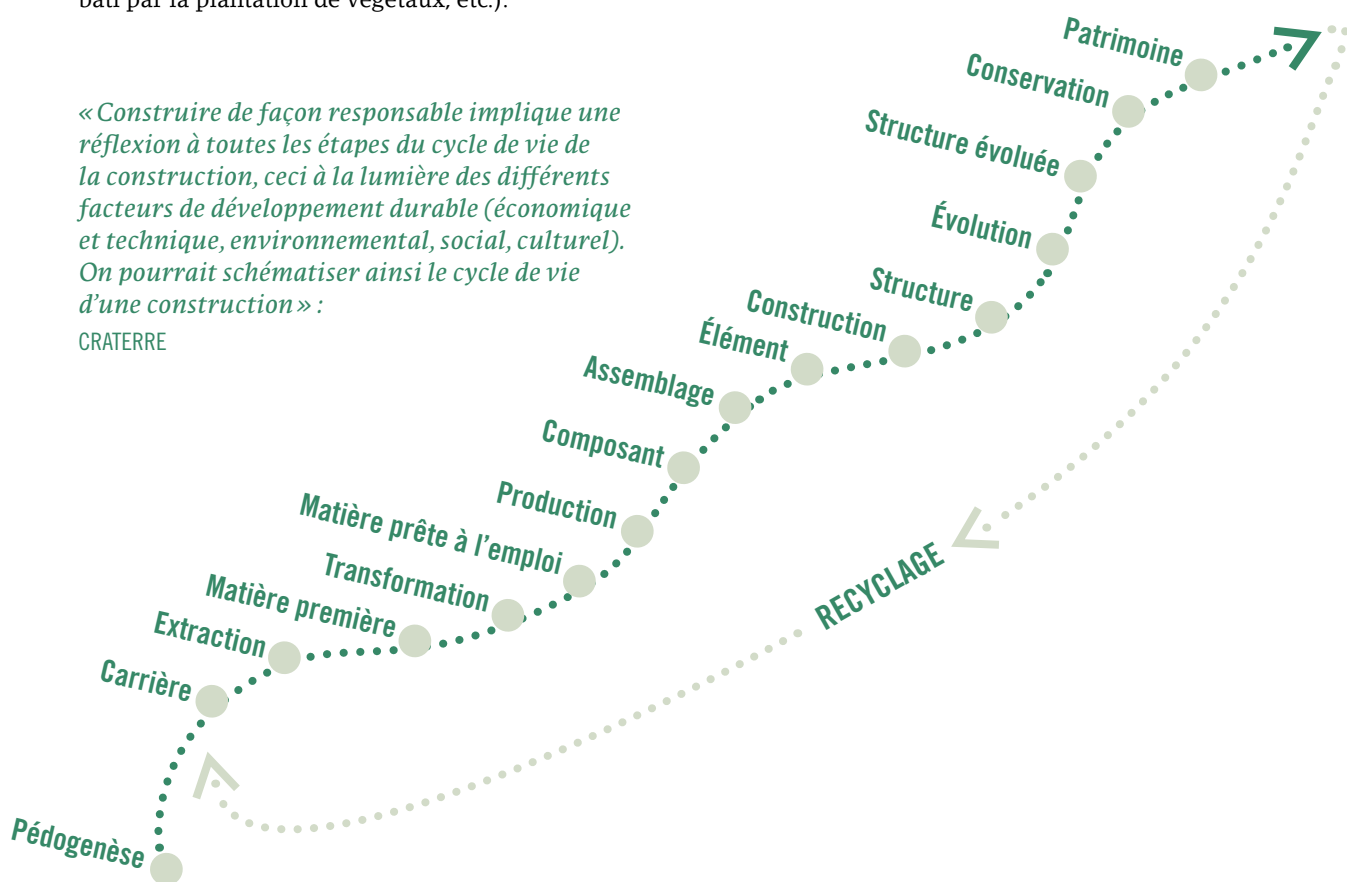 bâti par la plantation de végétaux, etc.).
« Construire de façon responsable implique une
réflexion à toutes les étapes du cycle de vie de
la construction, ceci à la lumière des différents
facteurs de développement durable (économique
et technique, environnemental, social, culturel).
On pourrait schématiser ainsi le cycle de vie
d’une construction » :
CRATERRE
Patrimoine
Conservation
Structure évoluée
Évolution
Structure
Construction
Élément
Assemblage
Composant
Production
Matière prête à l’emploi
Transformation
Matière première
Extraction
Carrière
Pédogenèse
RECYCLAGE